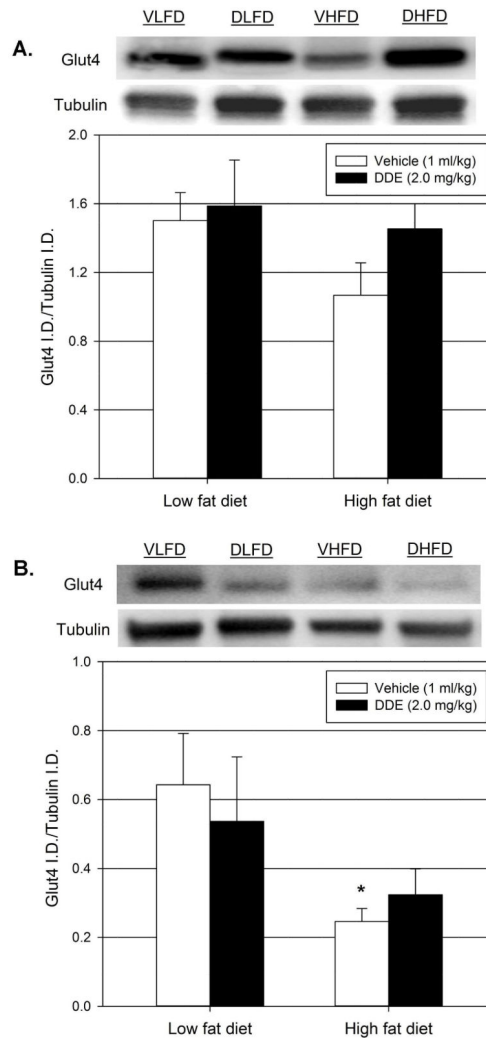 VLFD DLFD VHFD DHFD
A.
Glut4
Tubulin
2.0
Vehicle (1 ml/kg)
DDE (2.0 mg/kg)
1.6
1.2
0.8
0.4
0.0
Glut4 I.D./Tubulin I.D.
Low fat diet High fat diet
VLFD DLFD VHFD DHFD
B.
Glut4
Tubulin
1.0
Vehicle (1 ml/kg)
DDE (2.0 mg/kg)
0.8
0.6
0.4
*
0.2
0.0
Glut4 I.D./Tubulin I.D.
Low fat diet High fat diet